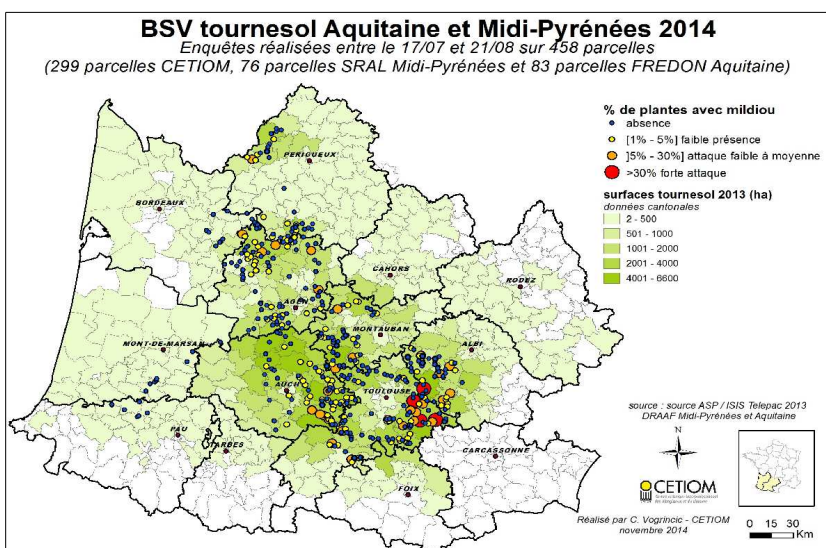 BSV tournesol Aquitaine et Midi-Pyrénées 2014
Enquêtes réalisées entre le 17/07 et 21/08 sur 458 parcelles
(299 parcelles CETIOM, 76 parcelles SRAL Midi-Pyrénées et 83 parcelles FREDON Aquitaine)
% de plantes avec mildiou
absence
[1% - 5%] faible présence
]5% - 30%] attaque faible à moyenne
>30% forte attaque
surfaces tournesol 2013 (ha)
données cantonales
2 - 500
501 - 1000
1001 - 2000
2001 - 4000
4001 - 6600
PERIGUEUX
BORDEAUX
CAHORS
RODEZ
AGEN
MONTAUBAN
MONT-DE-MARSAN
ALBI
AUCH
TOULOUSE
PAU
TARBES
CARCASSONNE
FOIX
source : source ASP / ISIS Telepac 2013
DRAAF Midi-Pyrénées et Aquitaine
N
CETIOM
Réalisé par C. Vogrincic - CETIOM
novembre 2014
0 15 30
Km